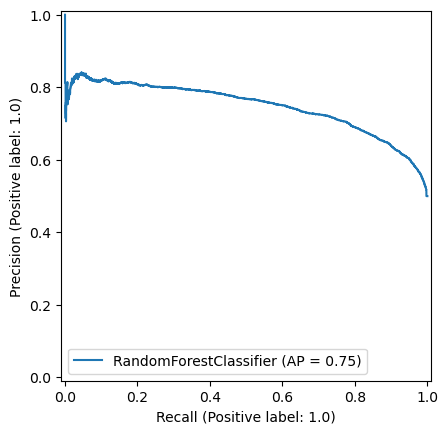 1.0
0.8
0.6
0.4
0.2
0.0
Precision (Positive label: 1.0)
RandomForestClassifier (AP = 0.75)
0.0 0.2 0.4 0.6 0.8 1.0
Recall (Positive label: 1.0)